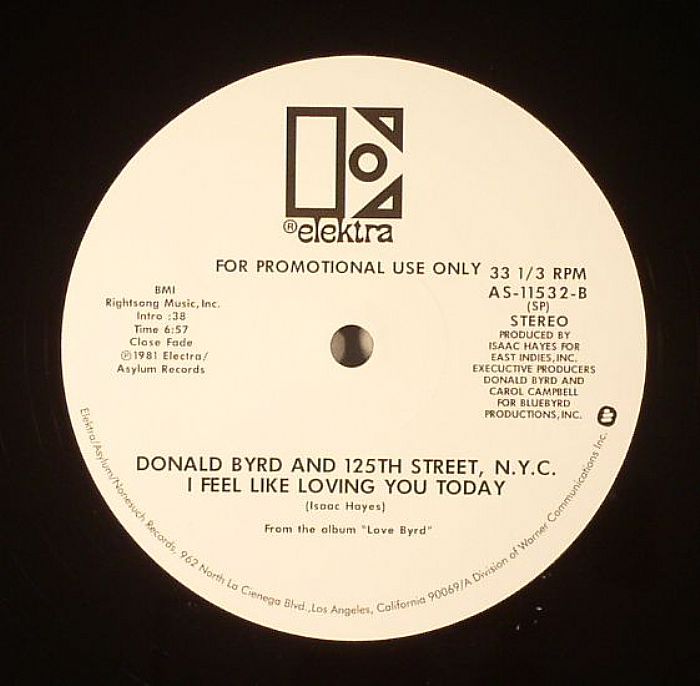 ® elektra
FOR PROMOTIONAL USE ONLY
33 1/3 RPM
AS-11532-B
(SP)
STEREO
PRODUCED BY
ISAAC HAYES FOR
EAST INDIES, INC.
EXECUCTIVE PRODUCERS
DONALD BYRD AND
CAROL CAMPBELL
FOR BLUEBYRD
PRODUCTIONS, INC.
BMI
Rightsong Music, Inc.
Intro :38
Time 6:57
Clase Fade
℗1981 Electra/
Asylum Records
DONALD BYRD AND 125TH STREET, N.Y.C.
I FEEL LIKE LOVING YOU TODAY
(Isaac Hayes)
From the album "Love Byrd"
Elektra/Asylum/Nonesuch Records, 962 North La Cienega Blvd., Los Angeles, California 90069/A Division of Warner Communications Inc.